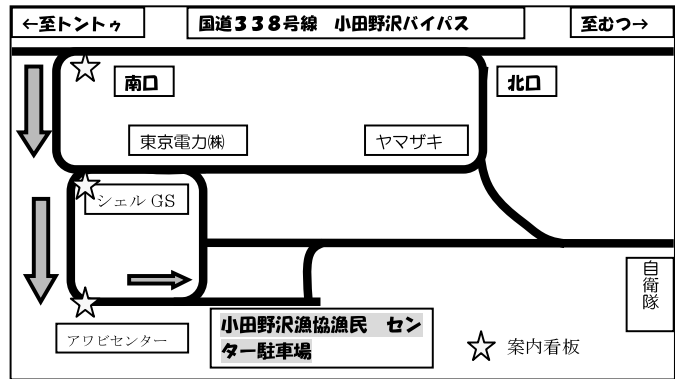 ←至トントゥ
国道３３８号線　小田野沢バイパス
至むつ→
南口
北口
東京電力㈱
ヤマザキ
シェル GS
自衛隊
小田野沢漁協漁民　セン
ター駐車場
アワビセンター
案内看板